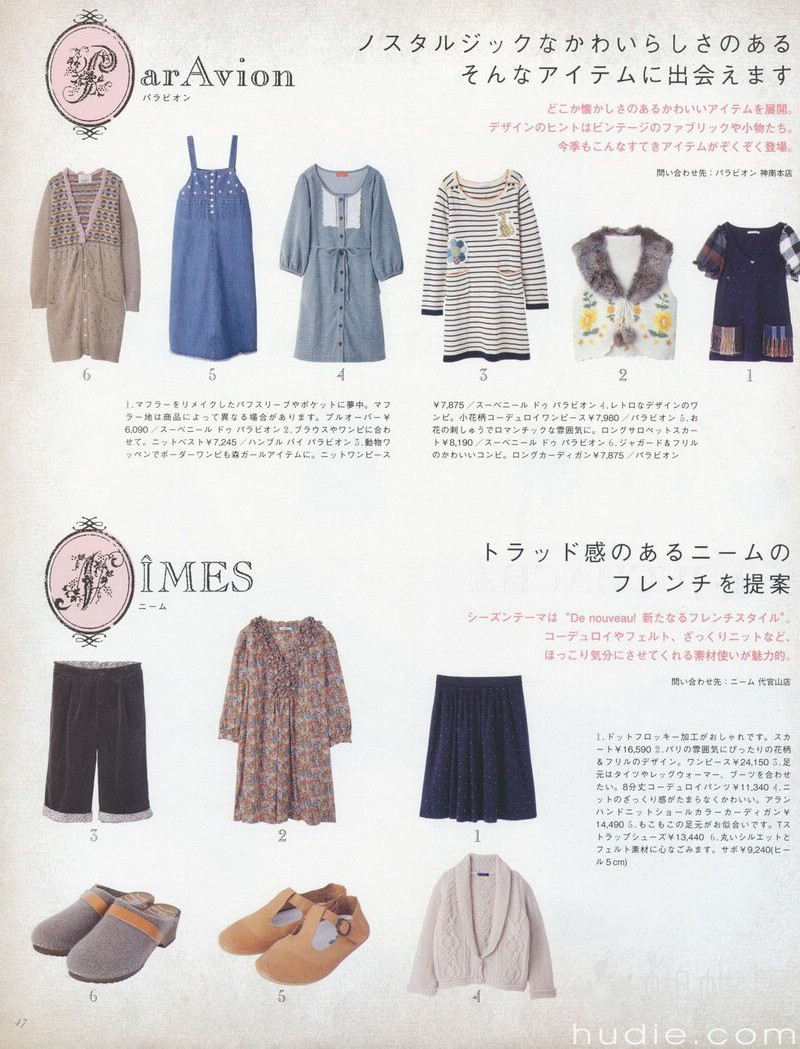 ParAvion
パラビオン
ノスタルジックなかわいらしさのある
そんなアイテムに出会えます
どこか懐かしさのあるかわいいアイテムを展開。
デザインのヒントはビンテージのファブリックや小物たち。
今季もこんなすてきアイテムがぞくぞく登場。
問い合わせ先：パラビオン 神南本店
6
5
4
3
2
1
1.マフラーをリメイクしたパフスリーブやポケットに夢中。マフ
ラー地は商品によって異なる場合があります。プルオーバー¥
6,090／スーベニール ドゥ パラビオン 2.ブラウスやワンピに合わ
せて。ニットベスト¥7,245／ハンブル バイ パラビオン 3.動物ワ
ッペンでボーダーワンピも森ガールアイテムに。ニットワンピース
¥7,875／スーベニール ドゥ パラビオン 4.レトロなデザインのワ
ンピ。小花柄コーデュロイワンピース¥7,980／パラビオン 5.お
花の刺しゅうでロマンチックな雰囲気に。ロングサロペットスカー
ト¥8,190／スーベニール ドゥ パラビオン 6.ジャガード＆フリル
のかわいいコンビ。ロングカーディガン¥7,875／パラビオン
NÎMES
ニーム
トラッド感のあるニームの
フレンチを提案
シーズンテーマは“De nouveau! 新たなるフレンチスタイル”。
コーデュロイやフェルト、ざっくりニットなど、
ほっこり気分にさせてくれる素材使いが魅力的。
問い合わせ先：ニーム 代官山店
3
2
1
1.ドットフロッキー加工がおしゃれです。スカ
ート¥16,590 2.パリの雰囲気にぴったりの花柄
＆フリルのデザイン。ワンピース¥24,150 3.足
元はタイツやレッグウォーマー、ブーツを合わせ
たい。8分丈コーデュロイパンツ¥11,340 4.ニ
ットのざっくり感がたまらなくかわいい。アラン
ハンドニットショールカラーカーディガン¥
14,490 5.もこもこの足元がお似合いです。Tス
トラップシューズ¥13,440 6.丸いシルエットと
フェルト素材に心なごみます。サボ¥9,240(ヒー
ル5cm)
6
5
4
47
hudie.com